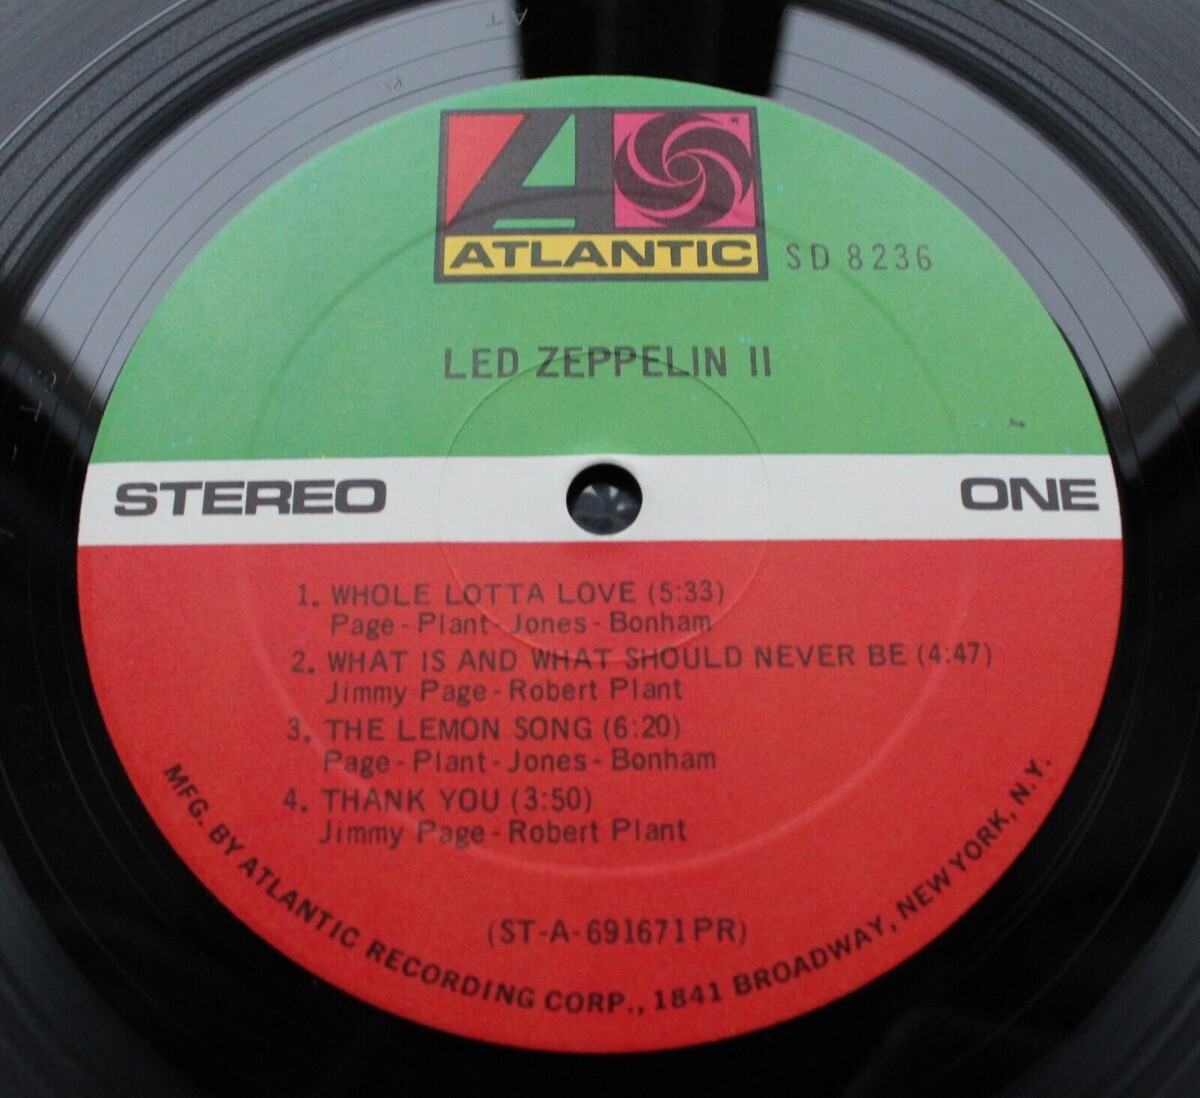 ATLANTIC
SD 8236
LED ZEPPELIN II
STEREO
ONE
1. WHOLE LOTTA LOVE (5:33)
Page - Plant - Jones - Bonham
2. WHAT IS AND WHAT SHOULD NEVER BE (4:47)
Jimmy Page - Robert Plant
3. THE LEMON SONG (6:20)
Page - Plant - Jones - Bonham
4. THANK YOU (3:50)
Jimmy Page - Robert Plant
(ST-A-691671PR)
MFG. BY ATLANTIC RECORDING CORP., 1841 BROADWAY, NEW YORK, N.Y.